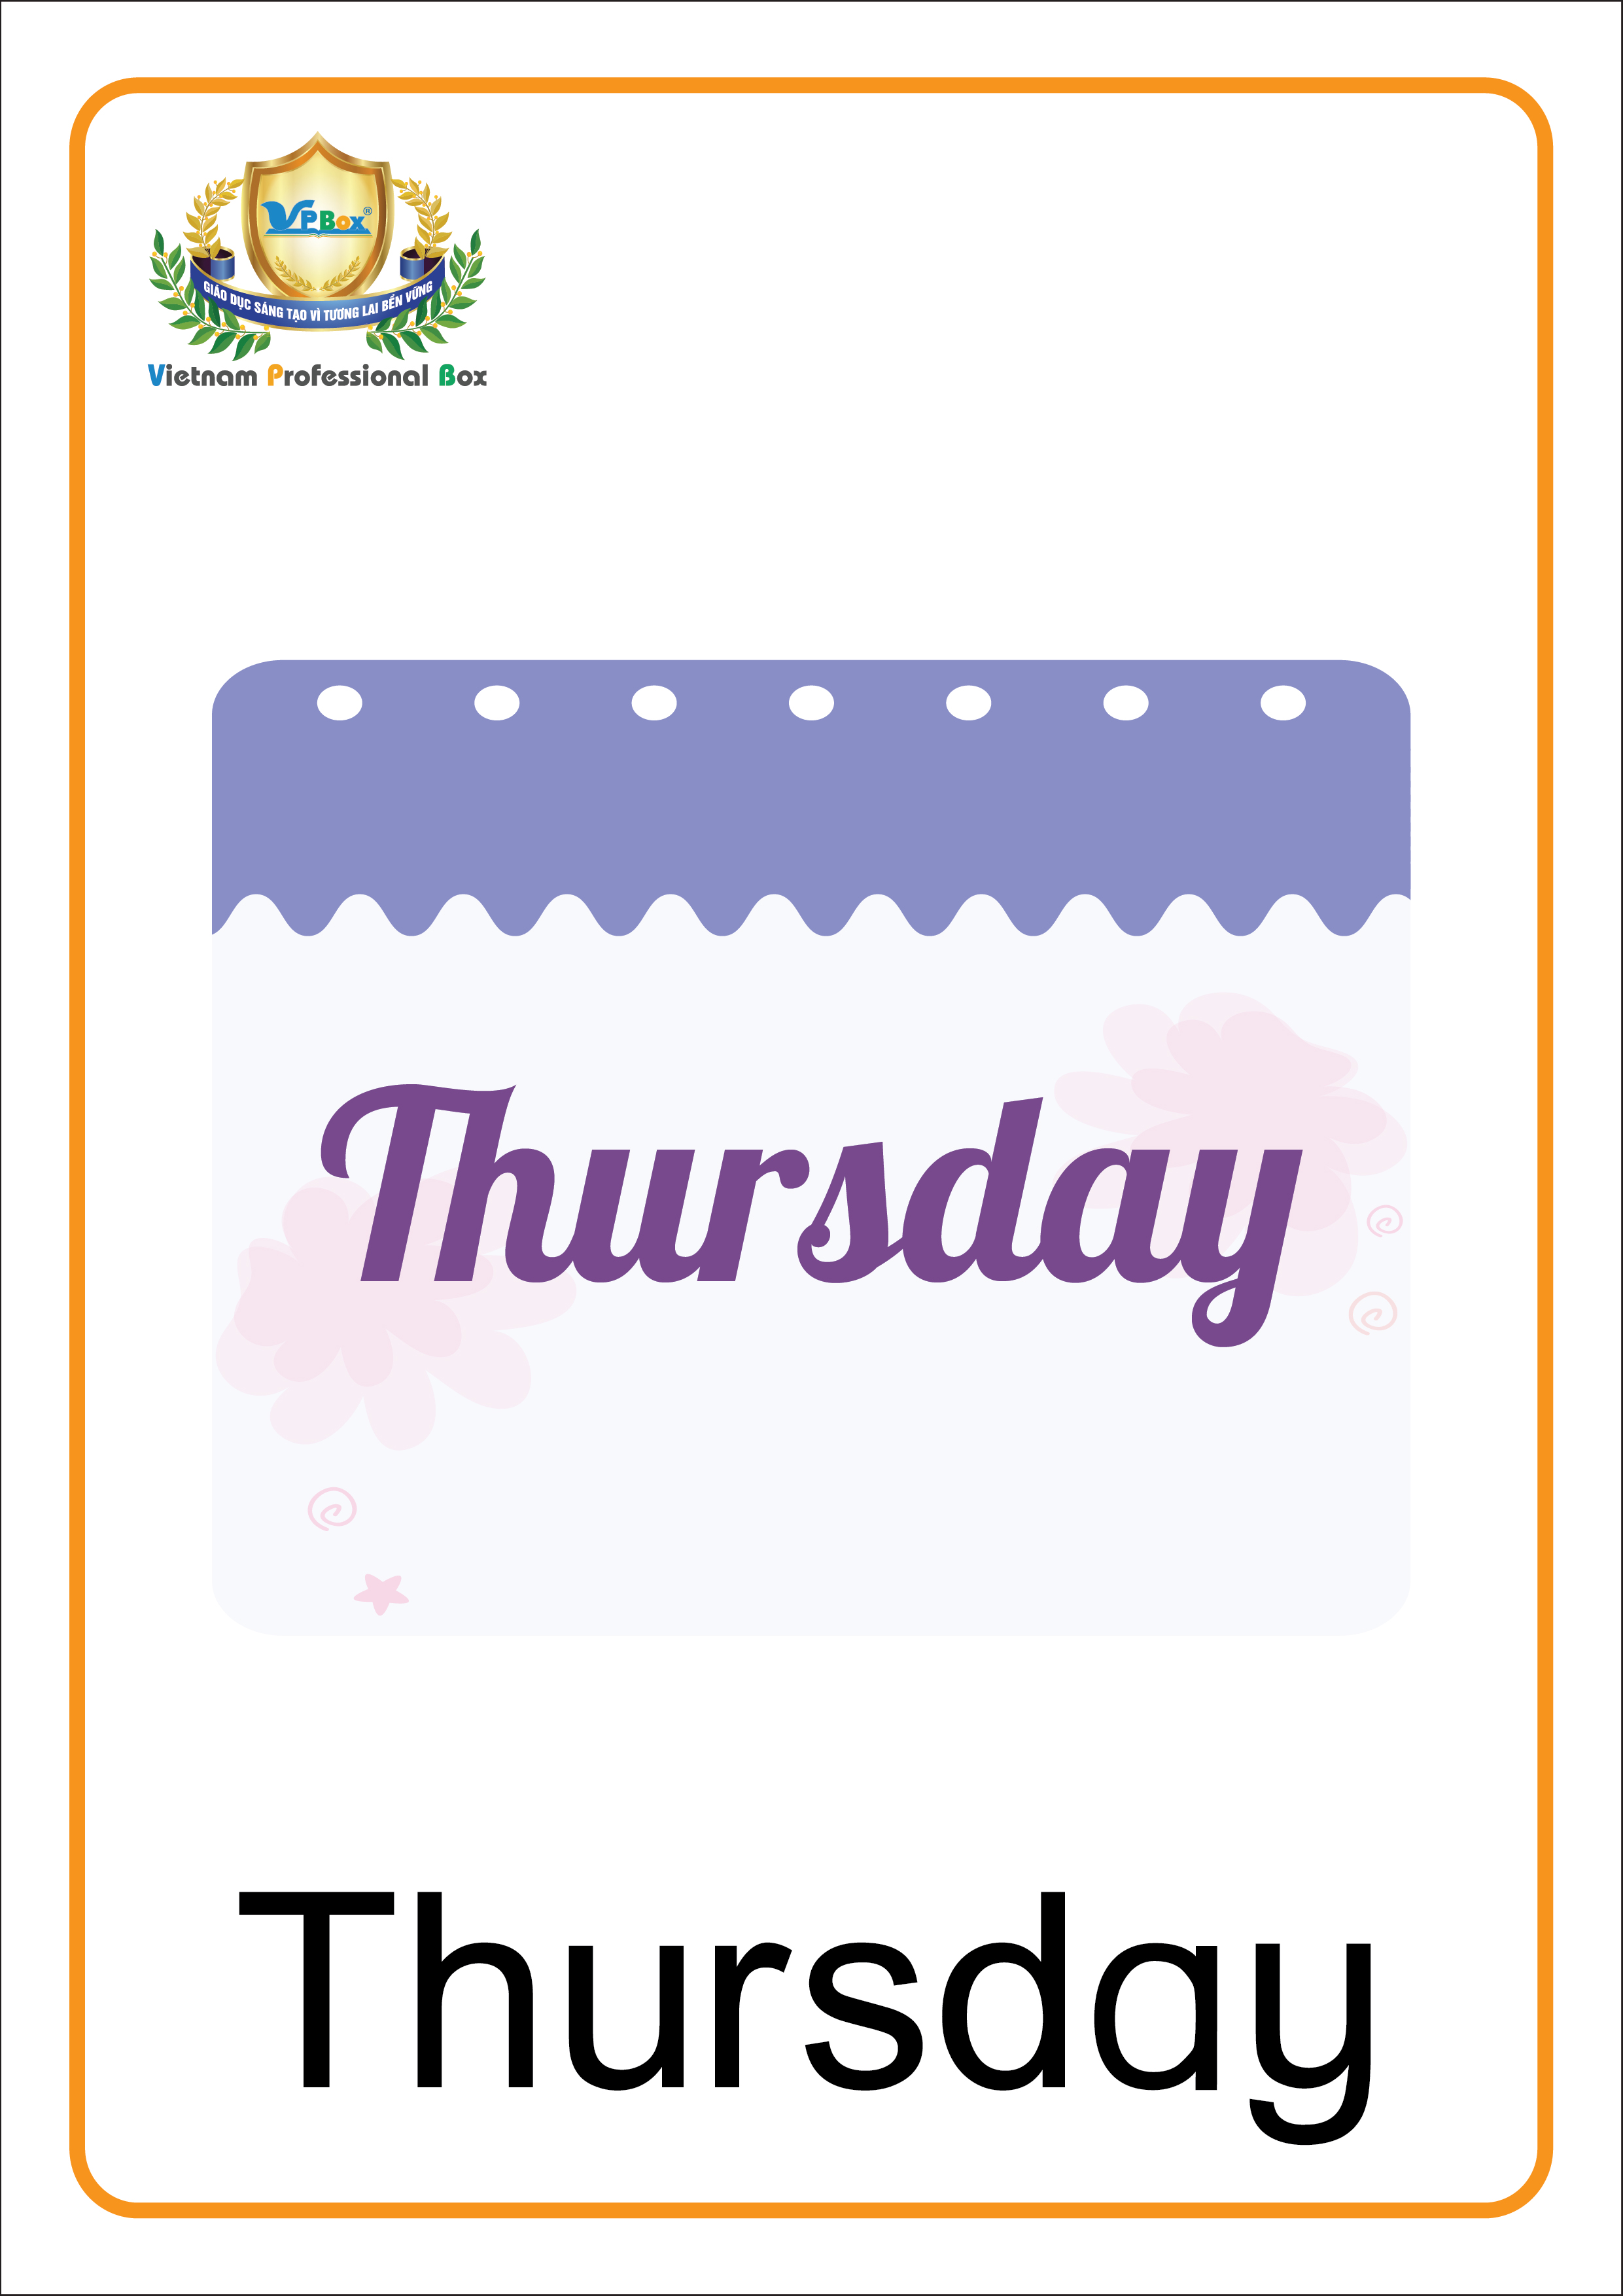 VPBox®
GIÁO DỤC SÁNG TẠO VÌ TƯƠNG LAI BỀN VỮNG
Vietnam Professional Box
Thursday
Thursday